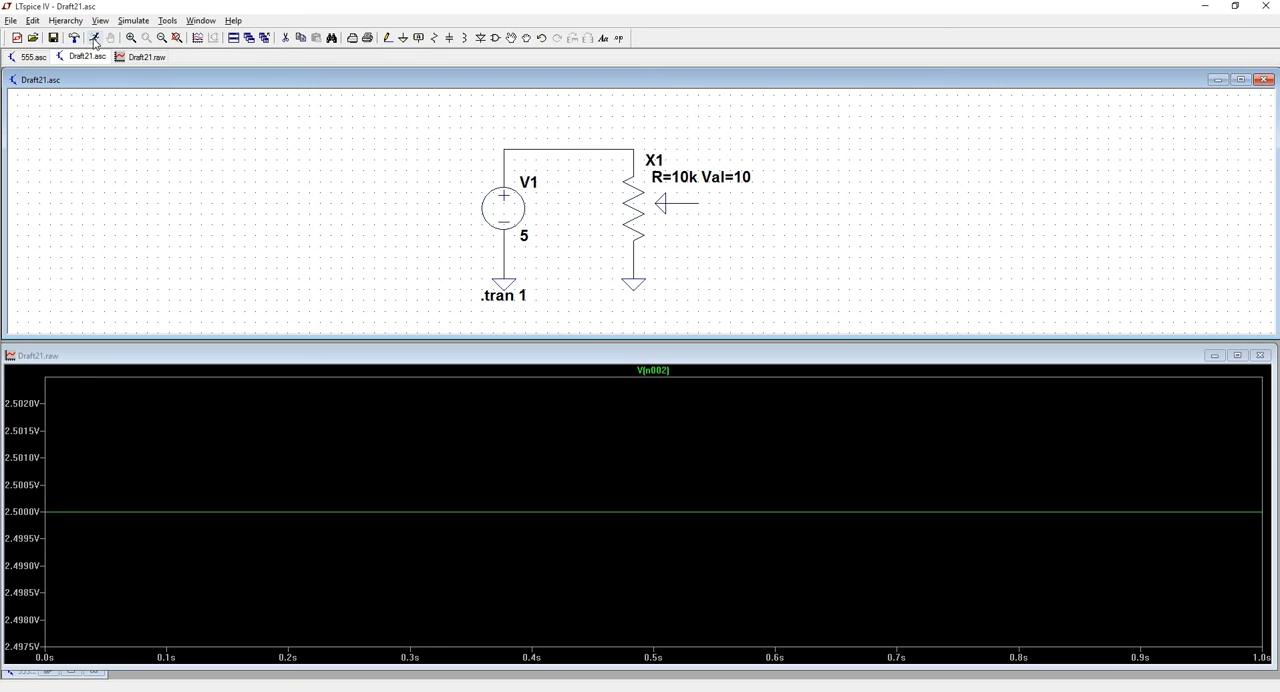 LTspice IV - Draft21.asc
File Edit Hierarchy View Simulate Tools Window Help
555.asc Draft21.asc Draft21.raw
Draft21.asc
X1
R=10k Val=10
V1
5
.tran 1
Draft21.raw
V(n002)
2.5020V
2.5015V
2.5010V
2.5005V
2.5000V
2.4995V
2.4990V
2.4985V
2.4980V
2.4975V
0.0s 0.1s 0.2s 0.3s 0.4s 0.5s 0.6s 0.7s 0.8s 0.9s 1.0s
555...